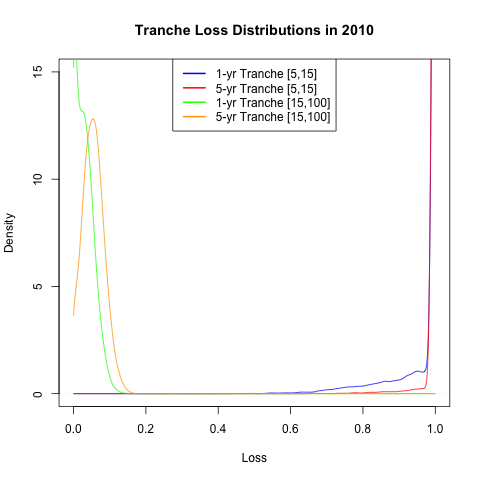 Tranche Loss Distributions in 2010
1-yr Tranche [5,15]
5-yr Tranche [5,15]
1-yr Tranche [15,100]
5-yr Tranche [15,100]
15
10
5
0
Density
0.0 0.2 0.4 0.6 0.8 1.0
Loss